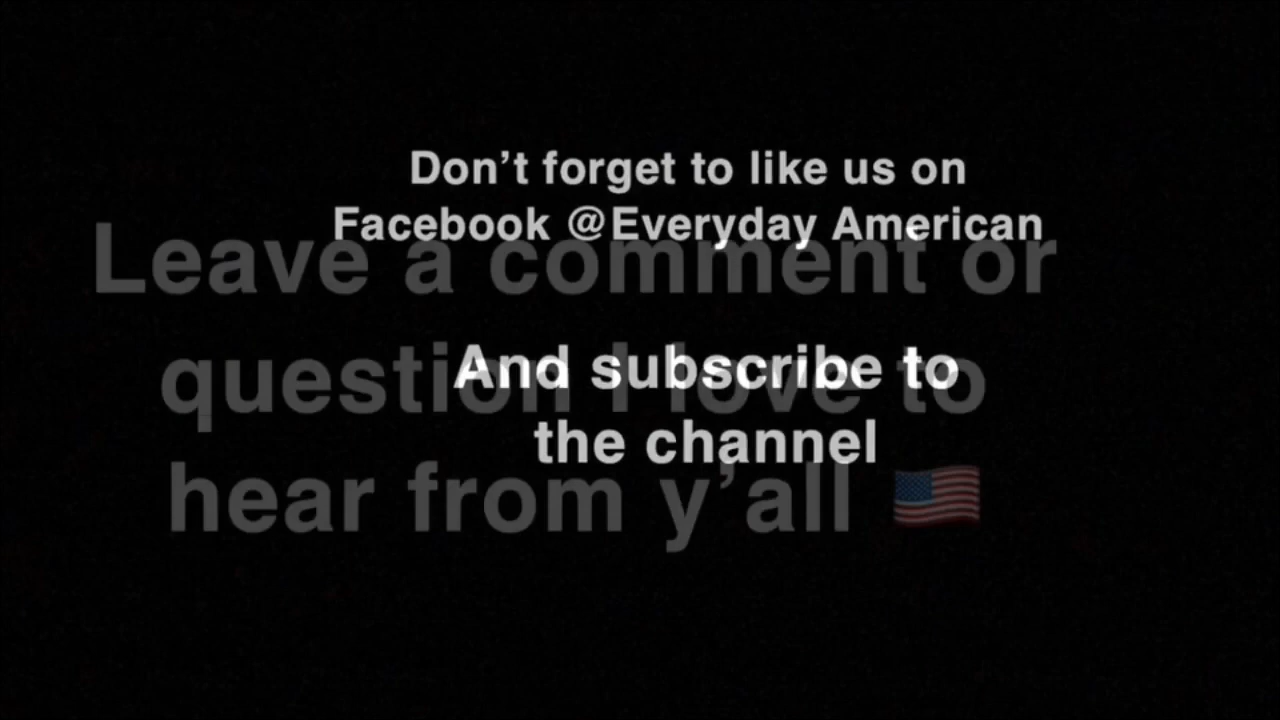 Don’t forget to like us on
Facebook @Everyday American
Leave a comment or
question I love to
hear from y’all 🇺🇸
And subscribe to
the channel